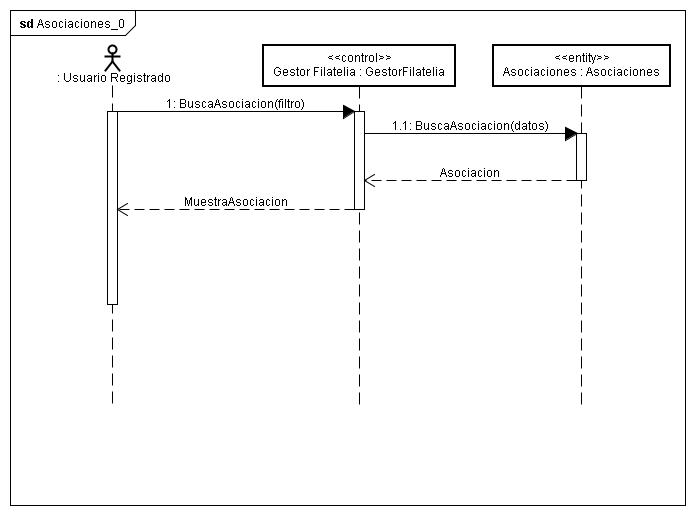 sd Asociaciones_0
: Usuario Registrado
<<control>>
Gestor Filatelia : GestorFilatelia
<<entity>>
Asociaciones : Asociaciones
1: BuscaAsociacion(filtro)
1.1: BuscaAsociacion(datos)
Asociacion
MuestraAsociacion